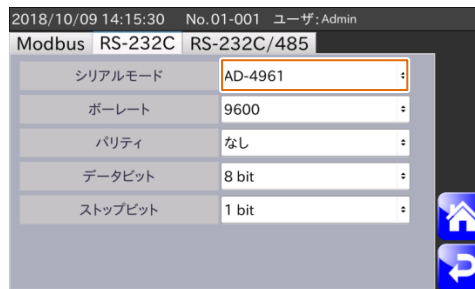 2018/10/09 14:15:30 No.01-001 ユーザ:Admin
Modbus RS-232C RS-232C/485
シリアルモード AD-4961
ボーレート 9600
パリティ なし
データビット 8 bit
ストップビット 1 bit